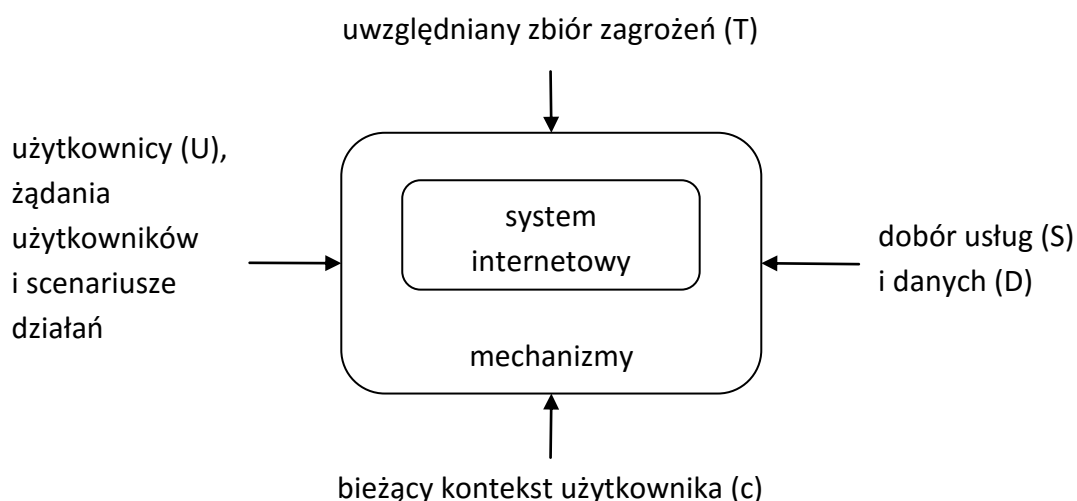 uwzględniany zbiór zagrożeń (T)
użytkownicy (U),
żądania
użytkowników
i scenariusze
działań
system
internetowy
mechanizmy
dobór usług (S)
i danych (D)
bieżący kontekst użytkownika (c)